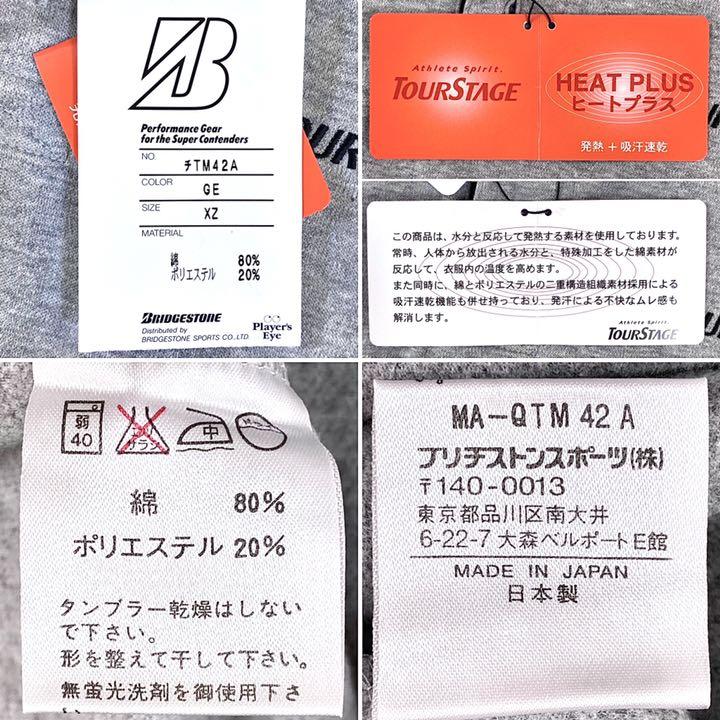 B
Performance Gear
for the Super Contenders
NO.
チTM42A
COLOR
GE
SIZE
XZ
MATERIAL
綿 80%
ポリエステル 20%
BRIDGESTONE
Distributed by
BRIDGESTONE SPORTS CO.,LTD.
Player's
Eye
TOUR
Athlete Spirit.
TOURSTAGE
HEAT PLUS
ヒートプラス
発熱+吸汗速乾
この商品は、水分と反応して発熱する素材を使用しております。
常時、人体から放出される水分と、特殊加工をした綿素材が
反応して、衣服内の温度を高めます。
また同時に、綿とポリエステルの二重構造組織素材採用による
吸汗速乾機能も併せ持っており、発汗による不快なムレ感も
解消します。
Athlete Spirit.
TOURSTAGE
弱
40
エンソ
サラシ
中
綿 80%
ポリエステル 20%
タンブラー乾燥はしない
で下さい。
形を整えて干して下さい。
無蛍光洗剤を御使用下さ
い。
MA-QTM 42 A
ブリヂストンスポーツ(株)
〒140-0013
東京都品川区南大井
6-22-7 大森ベルポートE館
MADE IN JAPAN
日本製